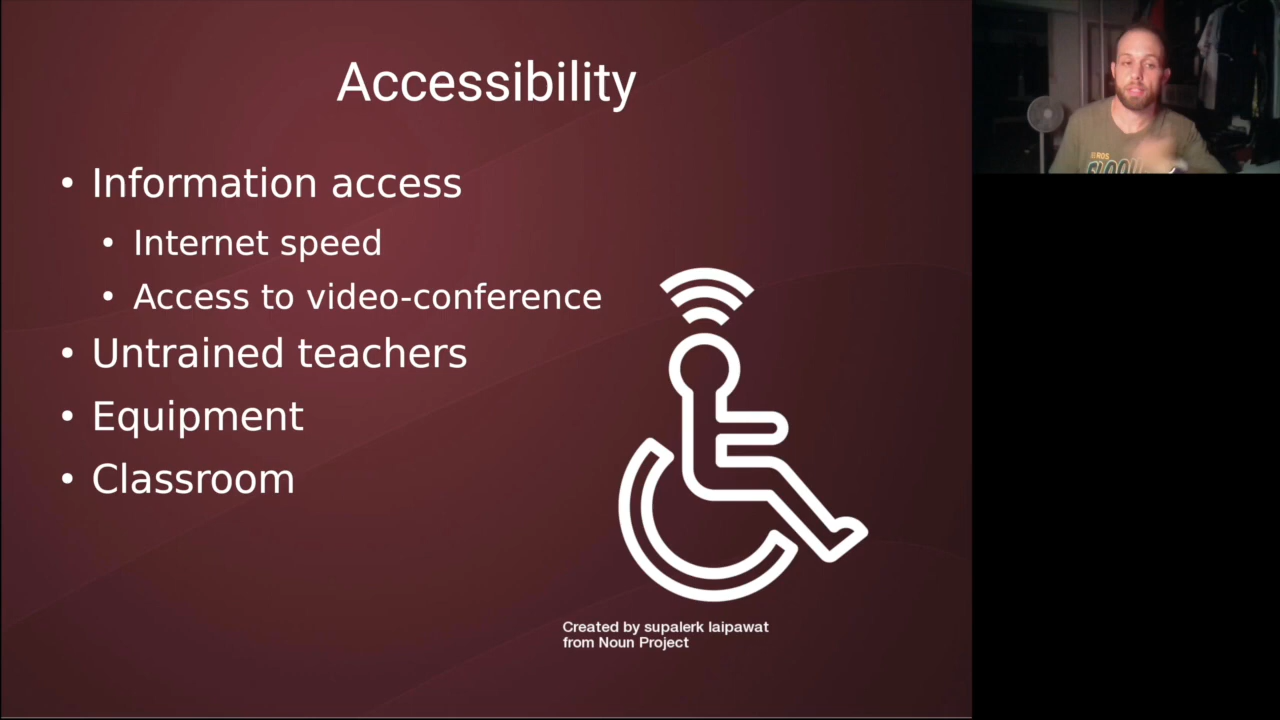 Accessibility
• Information access
• Internet speed
• Access to video-conference
• Untrained teachers
• Equipment
• Classroom
Created by supalerk laipawat
from Noun Project
ROS